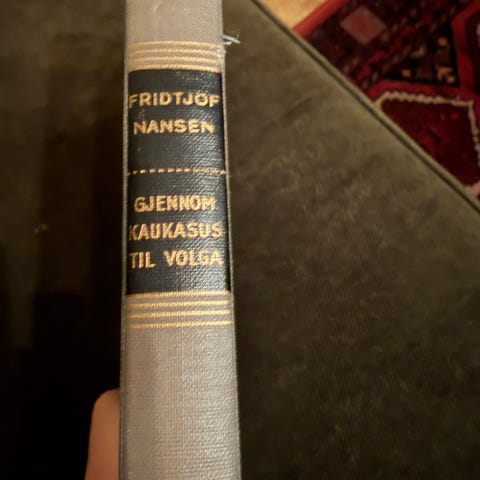 FRIDTJOF
NANSEN
GJENNOM
KAUKASUS
TIL VOLGA